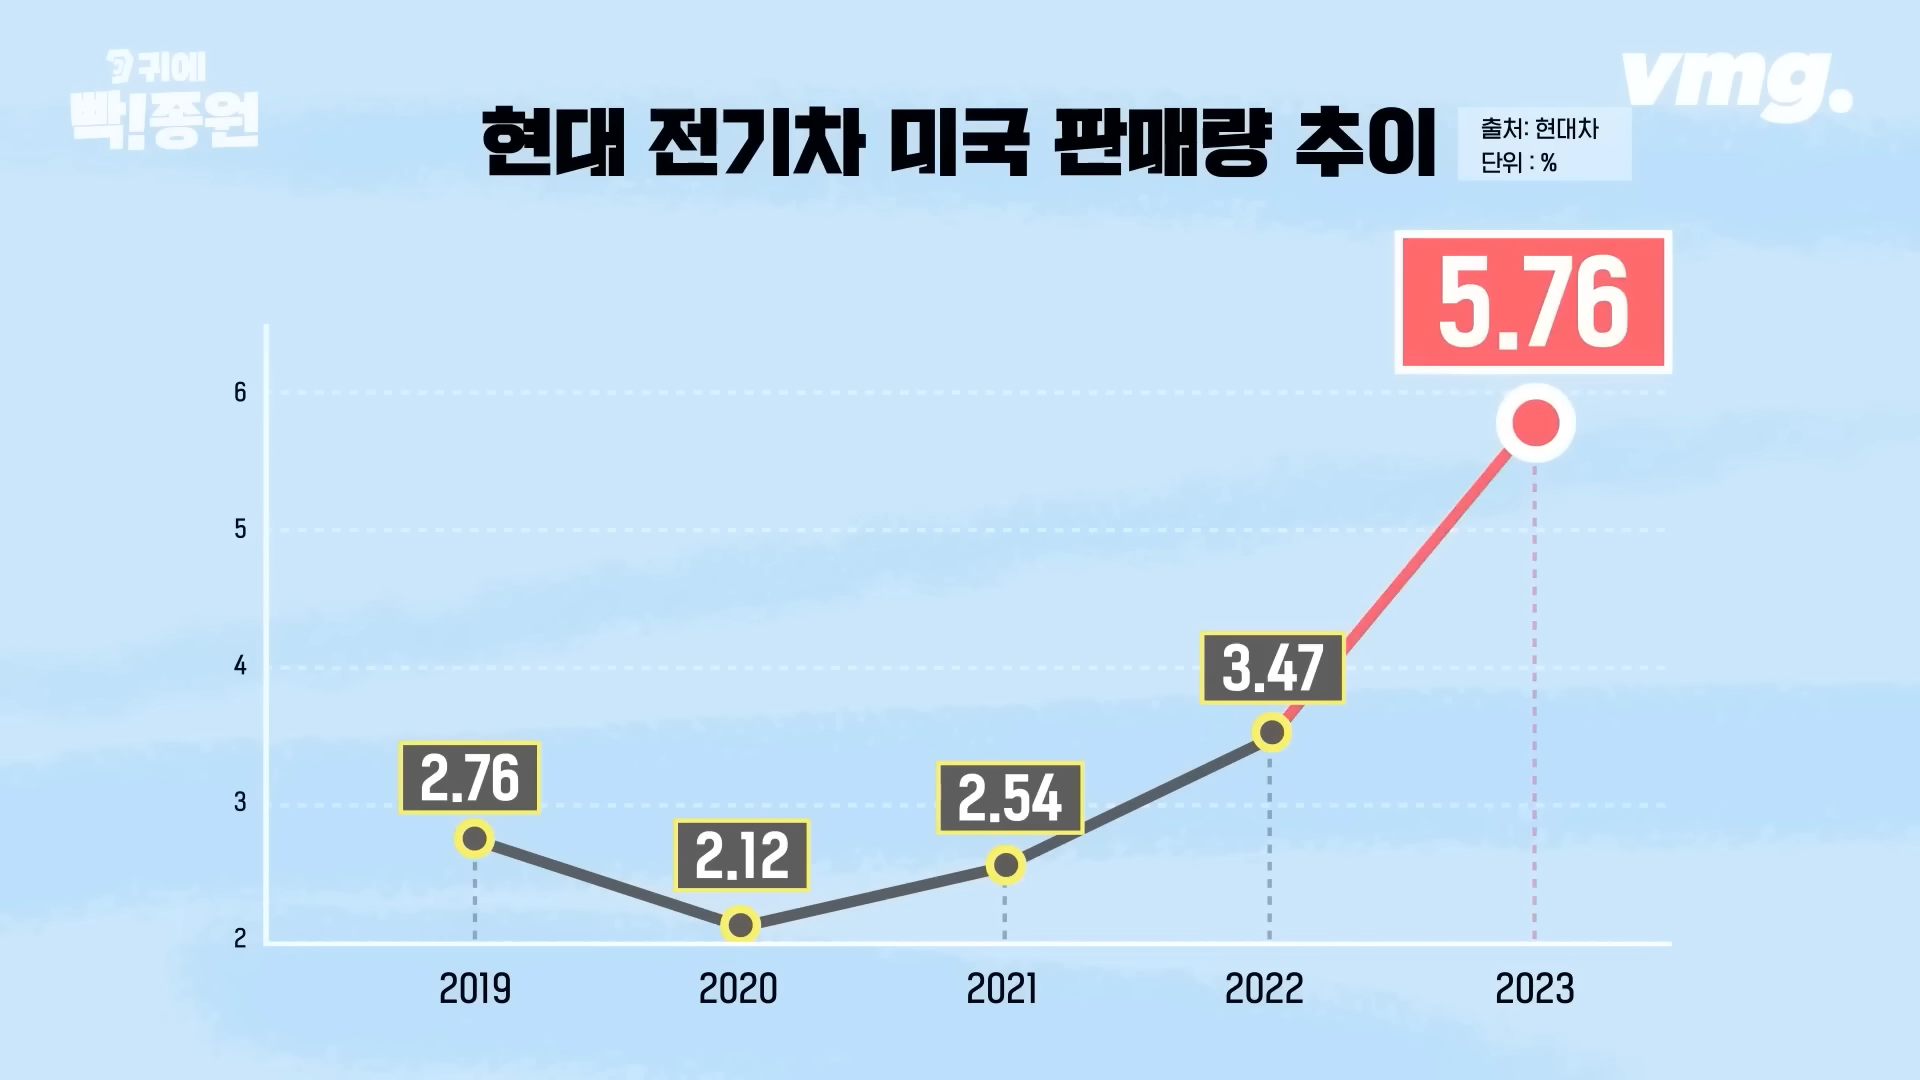 귀에
빡!종원
vmg.
현대 전기차 미국 판매량 추이
출처: 현대차
단위 : %
5.76
6
5
4
3
2
3.47
2.76
2.54
2.12
2019 2020 2021 2022 2023